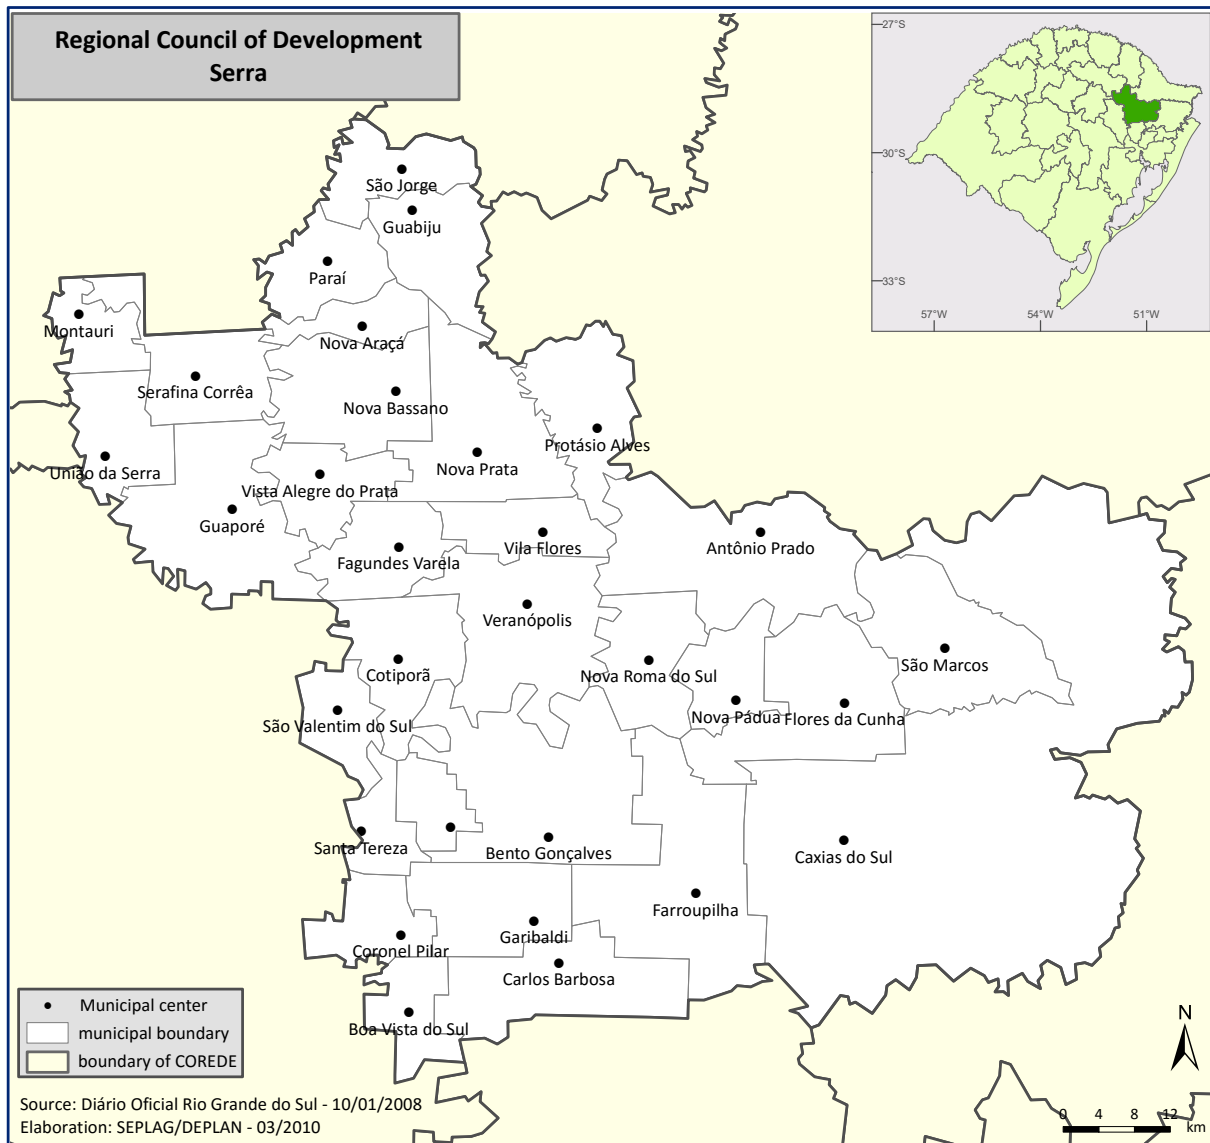 Regional Council of Development
Serra
27°S
30°S
33°S
57°W
54°W
51°W
São Jorge
Guabiju
Paraí
Montauri
Nova Araçá
Serafina Corrêa
Nova Bassano
Protásio Alves
União da Serra
Nova Prata
Vista Alegre do Prata
Guaporé
Vila Flores
Antônio Prado
Fagundes Varela
Veranópolis
São Marcos
Cotiporã
Nova Roma do Sul
São Valentim do Sul
Nova Pádua
Flores da Cunha
Santa Tereza
Bento Gonçalves
Caxias do Sul
Farroupilha
Garibaldi
Coronel Pilar
Carlos Barbosa
Boa Vista do Sul
Municipal center
municipal boundary
boundary of COREDE
Source: Diário Oficial Rio Grande do Sul - 10/01/2008
Elaboration: SEPLAG/DEPLAN - 03/2010
N
0 4 8 12
km